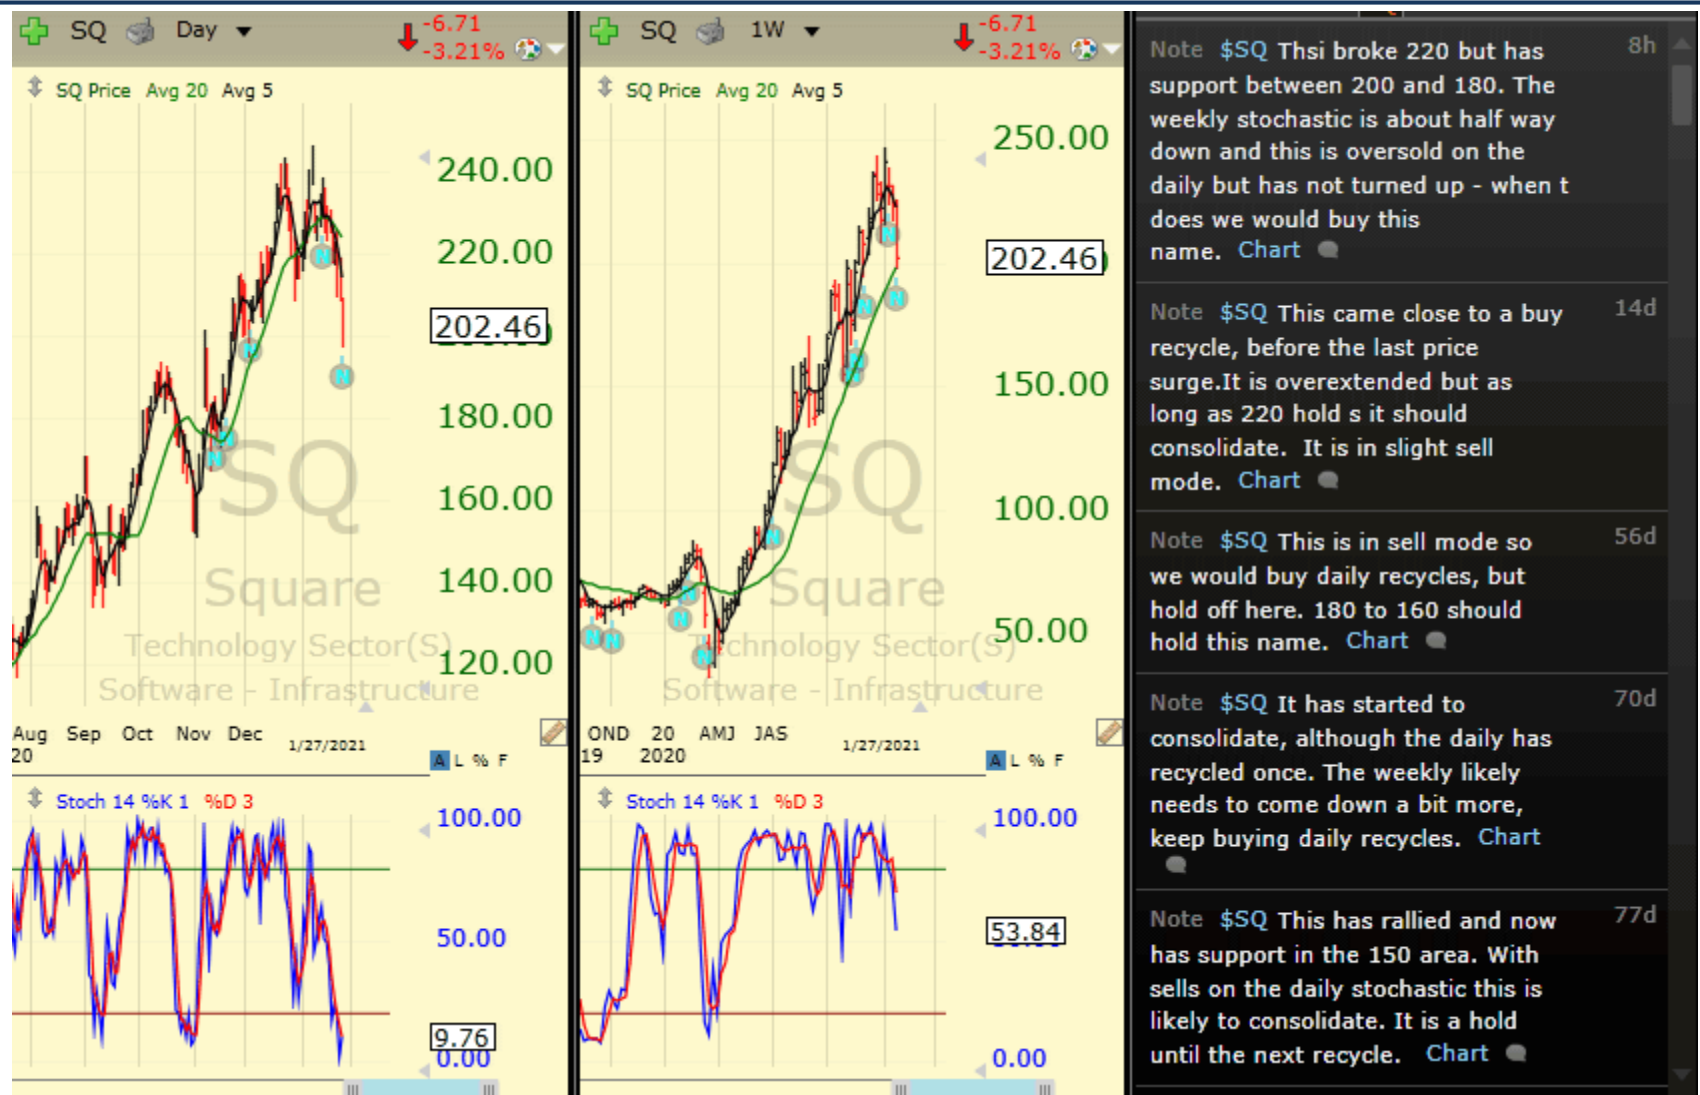 SQ Day -6.71
-3.21%
SQ Price Avg 20 Avg 5
240.00
220.00
202.46
180.00
160.00
140.00
120.00
SQ
Square
Technology Sector(S)
Software - Infrastructure
Aug Sep Oct Nov Dec 1/27/2021
20
A L % F
Stoch 14 %K 1 %D 3
100.00
50.00
9.76
0.00
N
N
N
N
N
SQ 1W -6.71
-3.21%
SQ Price Avg 20 Avg 5
250.00
202.46
150.00
100.00
50.00
SQ
Square
Technology Sector(S)
Software - Infrastructure
OND 20 AMJ JAS 1/27/2021
19 2020
A L % F
Stoch 14 %K 1 %D 3
100.00
53.84
0.00
N
N
N
N
N
N
N
N
N
N
N
Note $SQ Thsi broke 220 but has 8h
support between 200 and 180. The
weekly stochastic is about half way
down and this is oversold on the
daily but has not turned up - when t
does we would buy this
name. Chart
Note $SQ This came close to a buy 14d
recycle, before the last price
surge.It is overextended but as
long as 220 hold s it should
consolidate. It is in slight sell
mode. Chart
Note $SQ This is in sell mode so 56d
we would buy daily recycles, but
hold off here. 180 to 160 should
hold this name. Chart
Note $SQ It has started to 70d
consolidate, although the daily has
recycled once. The weekly likely
needs to come down a bit more,
keep buying daily recycles. Chart
Note $SQ This has rallied and now 77d
has support in the 150 area. With
sells on the daily stochastic this is
likely to consolidate. It is a hold
until the next recycle. Chart